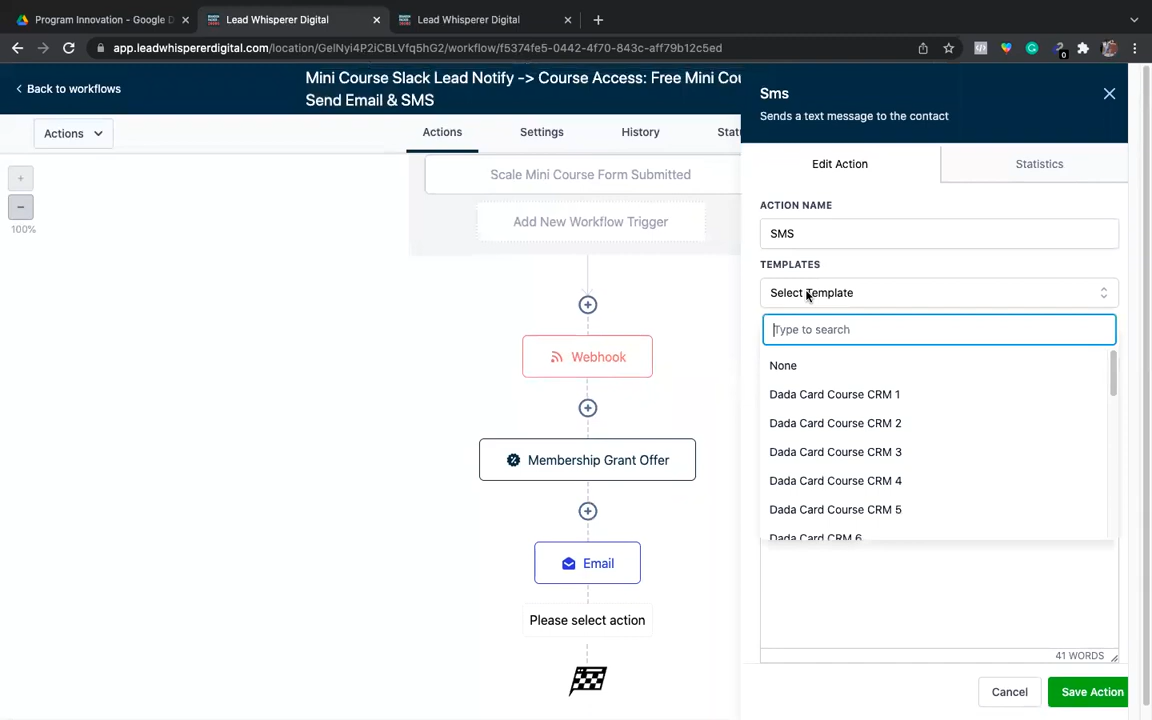 Program Innovation - Google D
Lead Whisperer Digital
Lead Whisperer Digital
app.leadwhispererdigital.com/location/GelNyi4P2iCBLVfq5hG2/workflow/f5374fe5-0442-4f70-843c-aff79b12c5ed
0
Back to workflows
Mini Course Slack Lead Notify -> Course Access: Free Mini Cou
Send Email & SMS
Actions
Actions
Settings
History
Statu
+
−
100%
Scale Mini Course Form Submitted
Add New Workflow Trigger
Webhook
Membership Grant Offer
Email
Please select action
Sms
Sends a text message to the contact
Edit Action
Statistics
ACTION NAME
SMS
TEMPLATES
Select Template
Type to search
None
Dada Card Course CRM 1
Dada Card Course CRM 2
Dada Card Course CRM 3
Dada Card Course CRM 4
Dada Card Course CRM 5
Dada Card CRM 6
41 WORDS
Cancel
Save Action